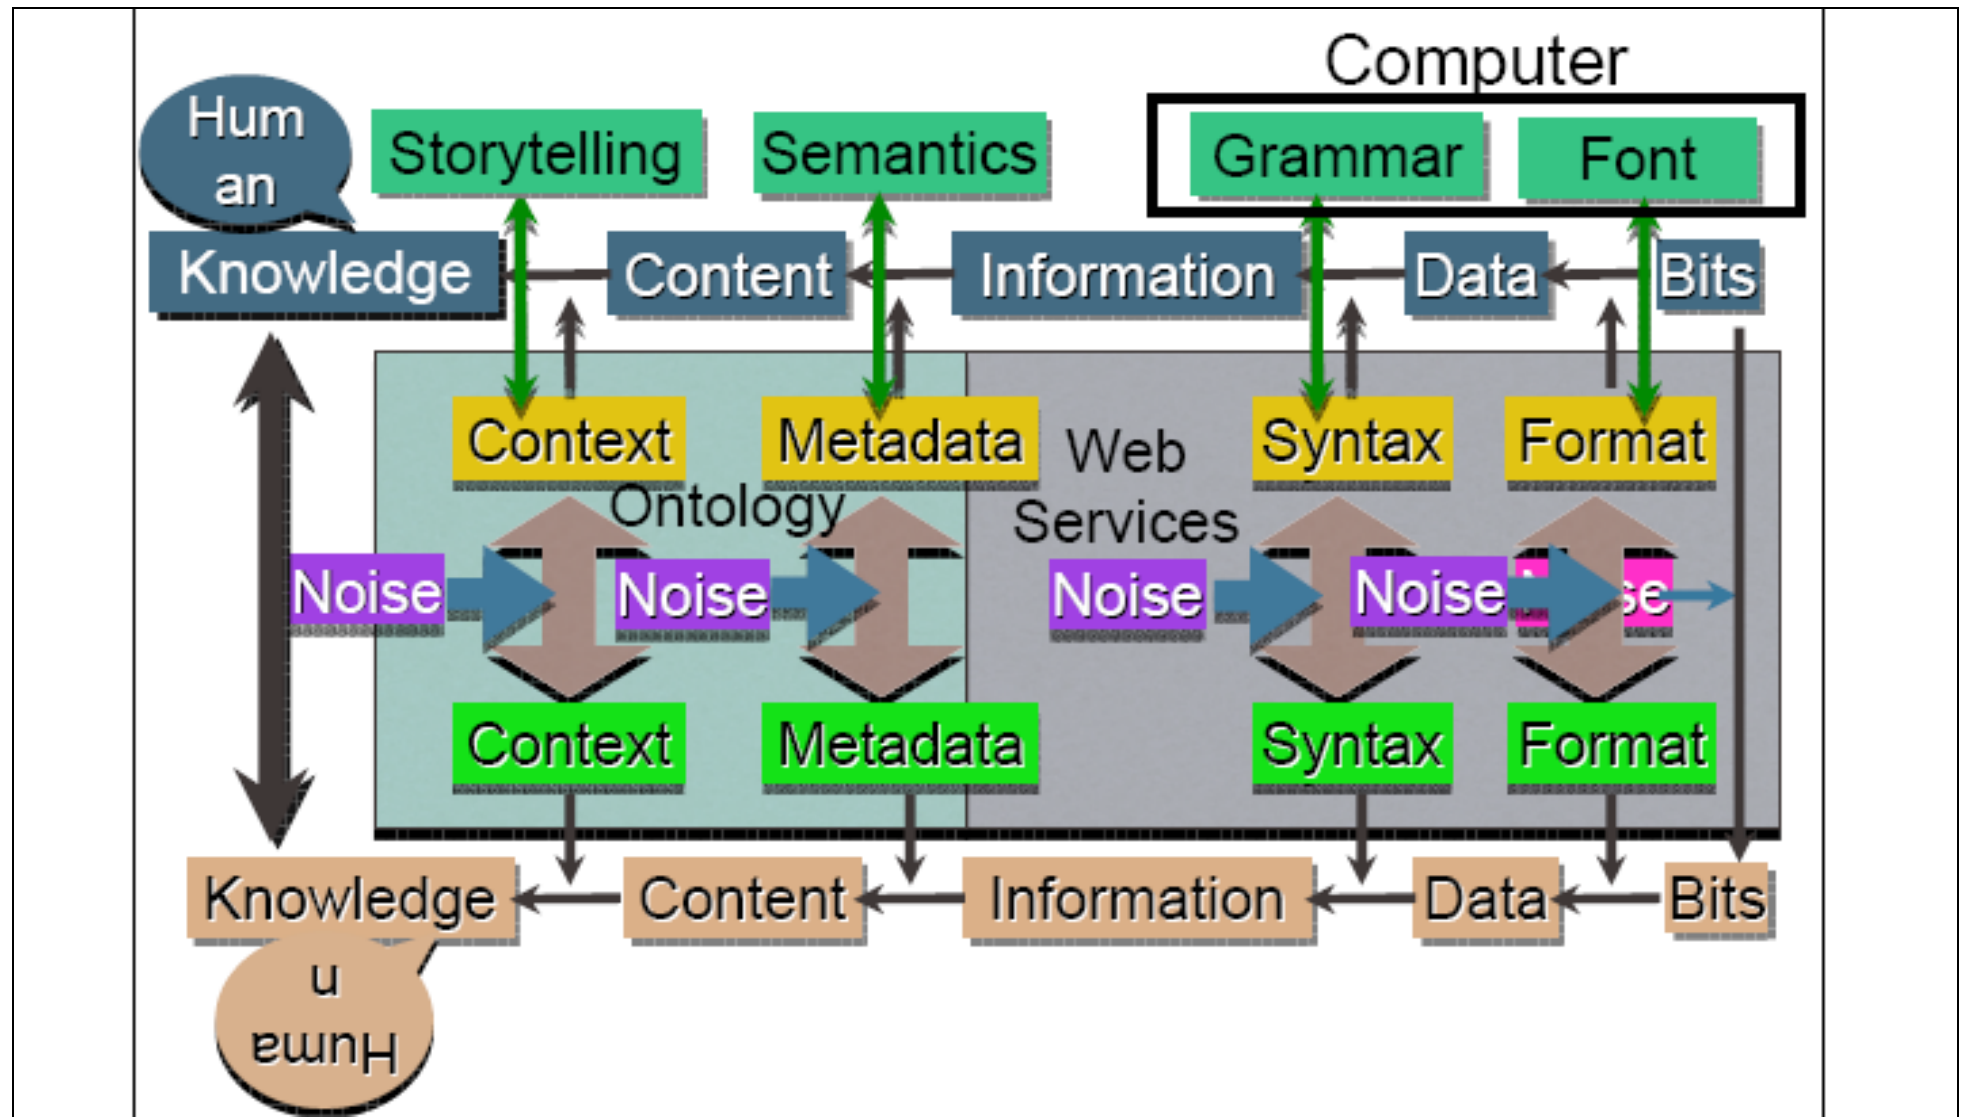 Computer
Hum
an
Storytelling
Semantics
Grammar
Font
Knowledge
Content
Information
Data
Bits
Context
Metadata
Web
Services
Syntax
Format
Ontology
Noise
Noise
Noise
Noise
se
Context
Metadata
Syntax
Format
Knowledge
Content
Information
Data
Bits
Huma
n